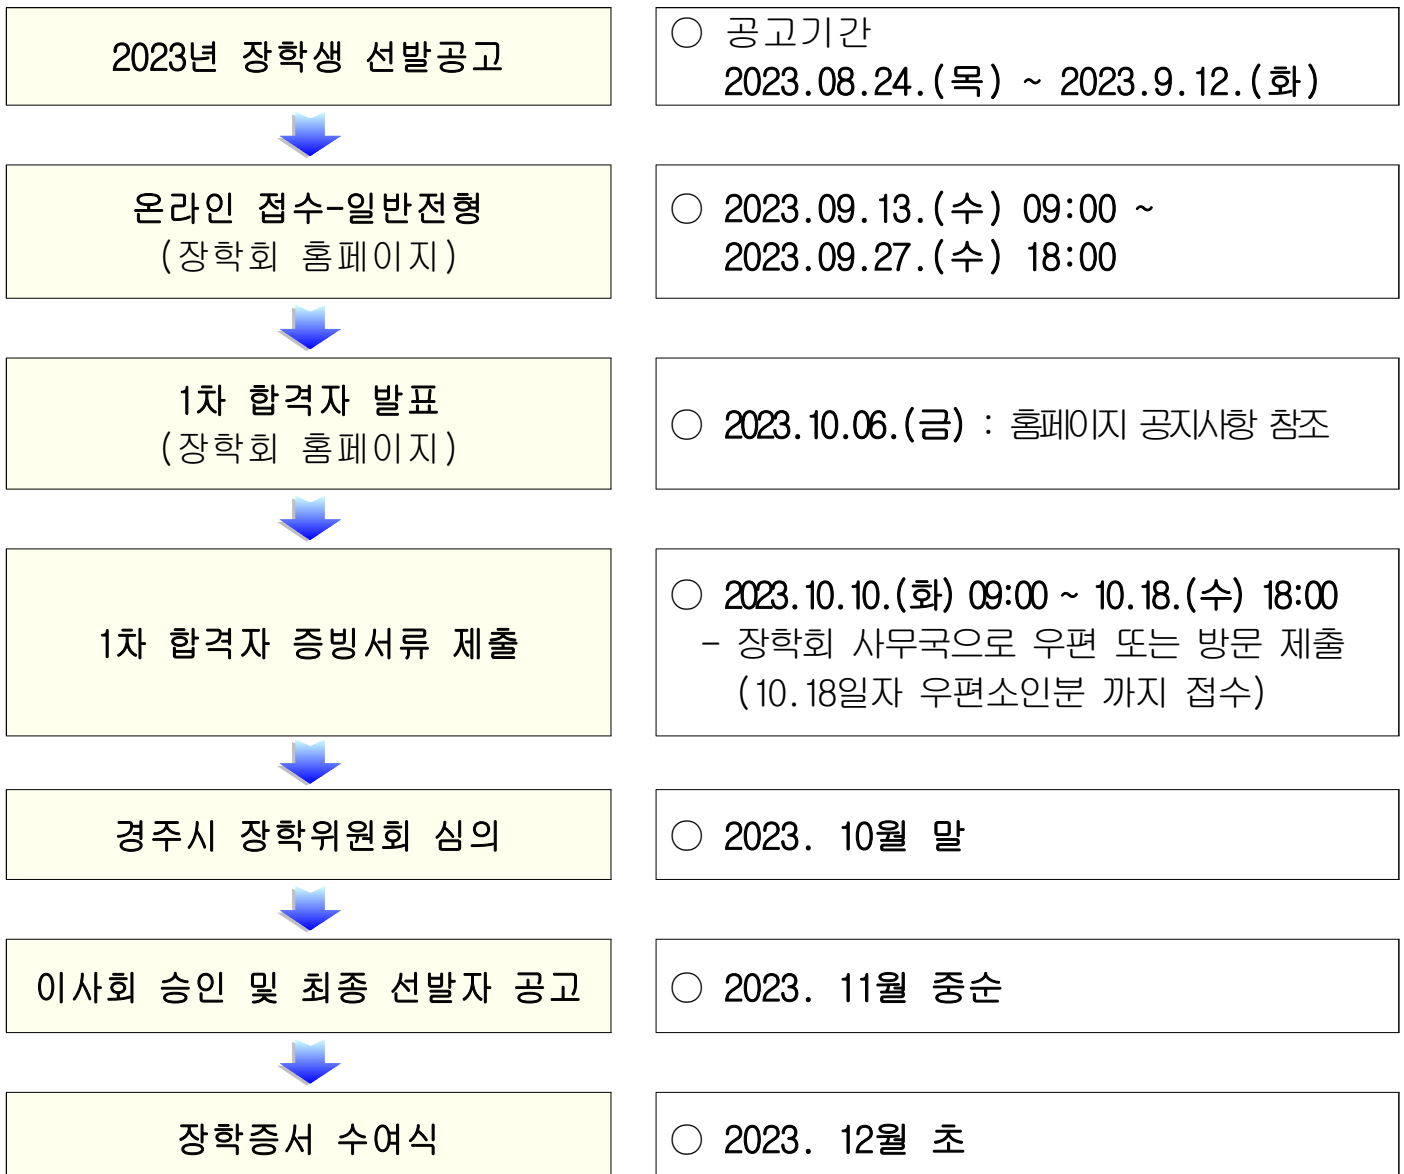 2023년 장학생 선발공고
○ 공고기간
2023.08.24.(목) ~ 2023.9.12.(화)
온라인 접수-일반전형
(장학회 홈페이지)
○ 2023.09.13.(수) 09:00 ~
2023.09.27.(수) 18:00
1차 합격자 발표
(장학회 홈페이지)
○ 2023.10.06.(금) : 홈페이지 공지사항 참조
1차 합격자 증빙서류 제출
○ 2023.10.10.(화) 09:00 ~ 10.18.(수) 18:00
- 장학회 사무국으로 우편 또는 방문 제출
(10.18일자 우편소인분 까지 접수)
경주시 장학위원회 심의
○ 2023. 10월 말
이사회 승인 및 최종 선발자 공고
○ 2023. 11월 중순
장학증서 수여식
○ 2023. 12월 초